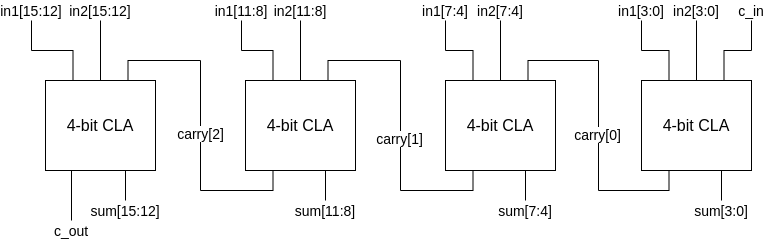 in1[15:12] in2[15:12] in1[11:8] in2[11:8] in1[7:4] in2[7:4] in1[3:0] in2[3:0] c_in
4-bit CLA carry[2] 4-bit CLA carry[1] 4-bit CLA carry[0] 4-bit CLA
sum[15:12] sum[11:8] sum[7:4] sum[3:0]
c_out